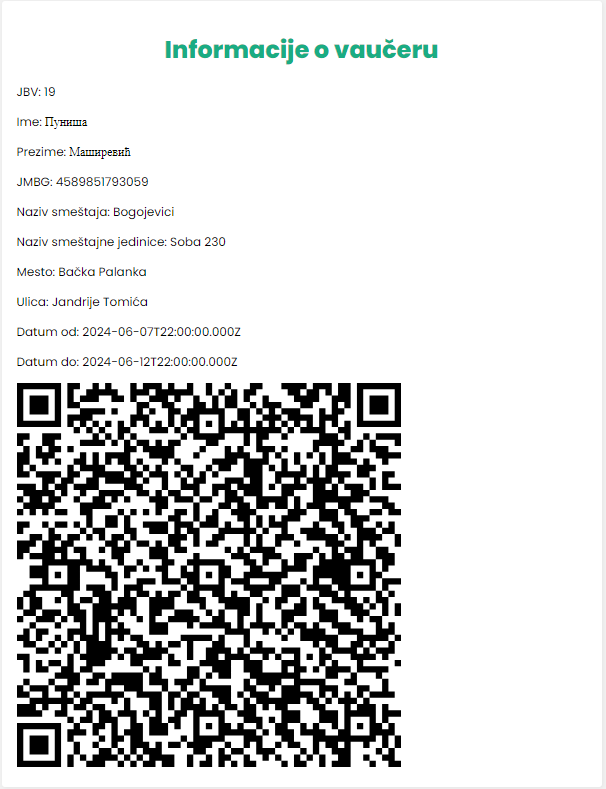 Informacije o vaučeru
JBV: 19
Ime: Пуниша
Prezime: Маширевић
JMBG: 4589851793059
Naziv smeštaja: Bogojevici
Naziv smeštajne jedinice: Soba 230
Mesto: Bačka Palanka
Ulica: Jandrije Tomića
Datum od: 2024-06-07T22:00:00.000Z
Datum do: 2024-06-12T22:00:00.000Z